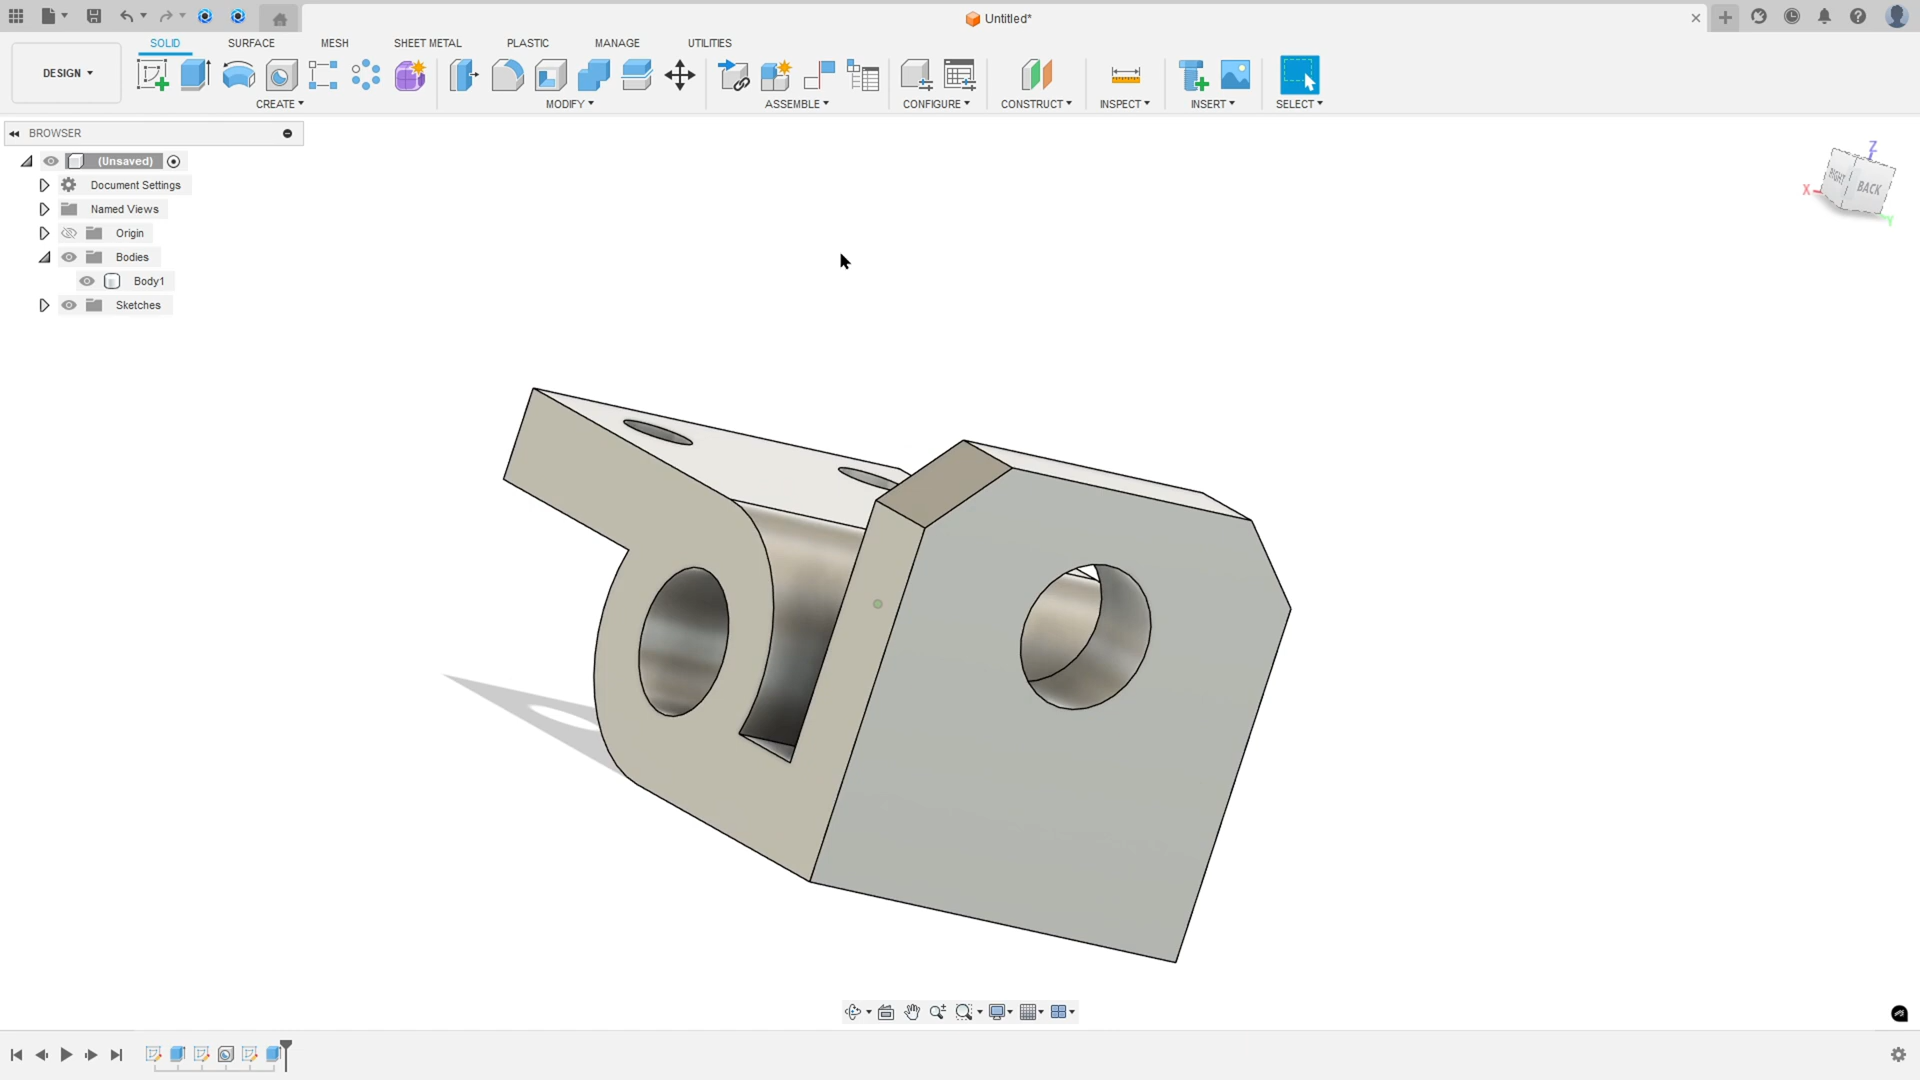 Untitled*
SOLID SURFACE MESH SHEET METAL PLASTIC MANAGE UTILITIES
DESIGN
CREATE MODIFY ASSEMBLE CONFIGURE CONSTRUCT INSPECT INSERT SELECT
BROWSER
(Unsaved)
Document Settings
Named Views
Origin
Bodies
Body1
Sketches
Z
X
RIGHT
BACK
Y